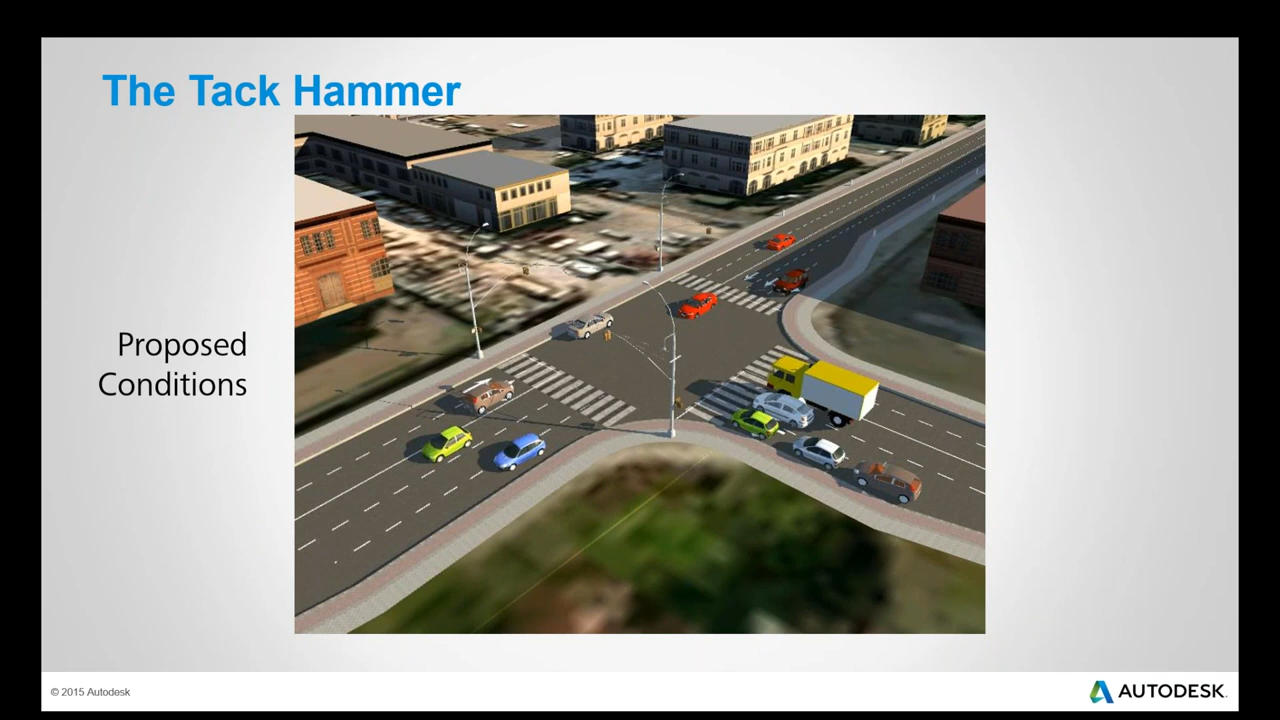 The Tack Hammer
Proposed
Conditions
© 2015 Autodesk
AUTODESK.